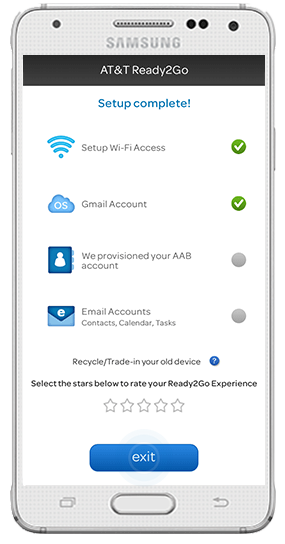 SAMSUNG
AT&T Ready2Go
Setup complete!
Setup Wi-Fi Access
OS
Gmail Account
We provisioned your AAB
account
e
Email Accounts
Contacts, Calendar, Tasks
Recycle/Trade-in your old device ?
Select the stars below to rate your Ready2Go Experience
exit